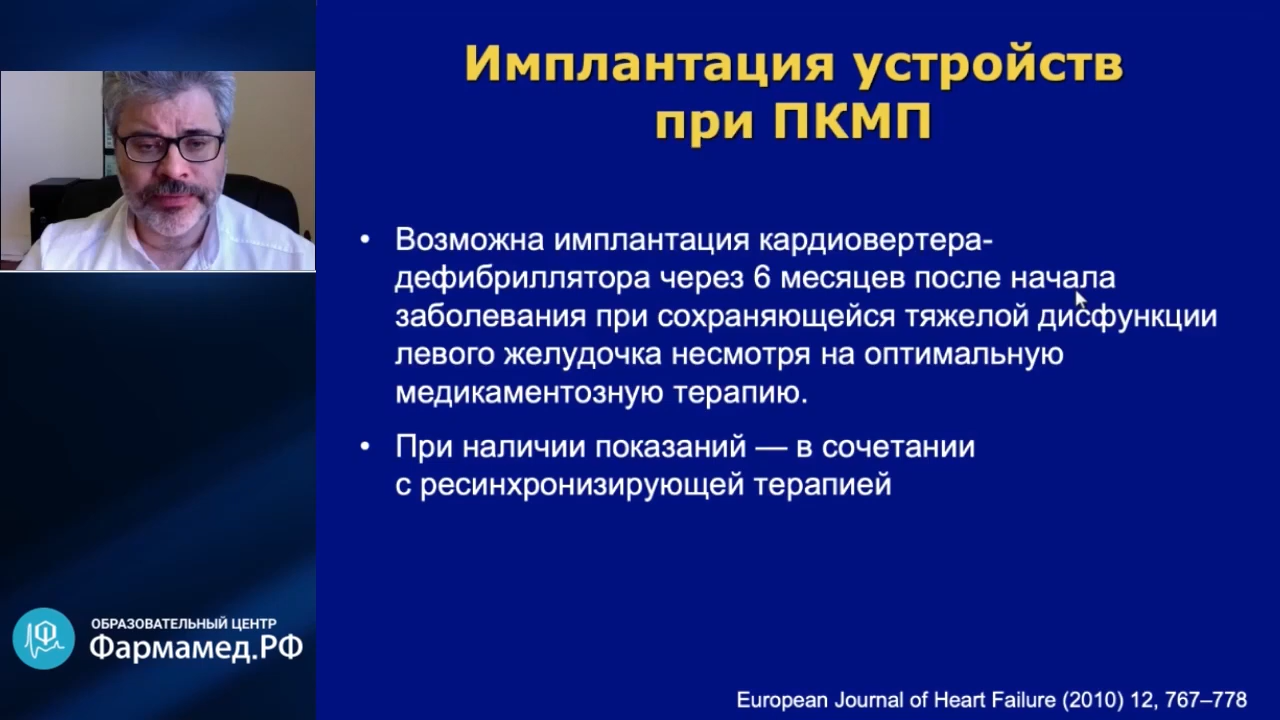 Имплантация устройств
при ПКМП
• Возможна имплантация кардиовертера-
дефибриллятора через 6 месяцев после начала
заболевания при сохраняющейся тяжелой дисфункции
левого желудочка несмотря на оптимальную
медикаментозную терапию.
• При наличии показаний — в сочетании
с ресинхронизирующей терапией
ОБРАЗОВАТЕЛЬНЫЙ ЦЕНТР
Фармамед.РФ
European Journal of Heart Failure (2010) 12, 767–778